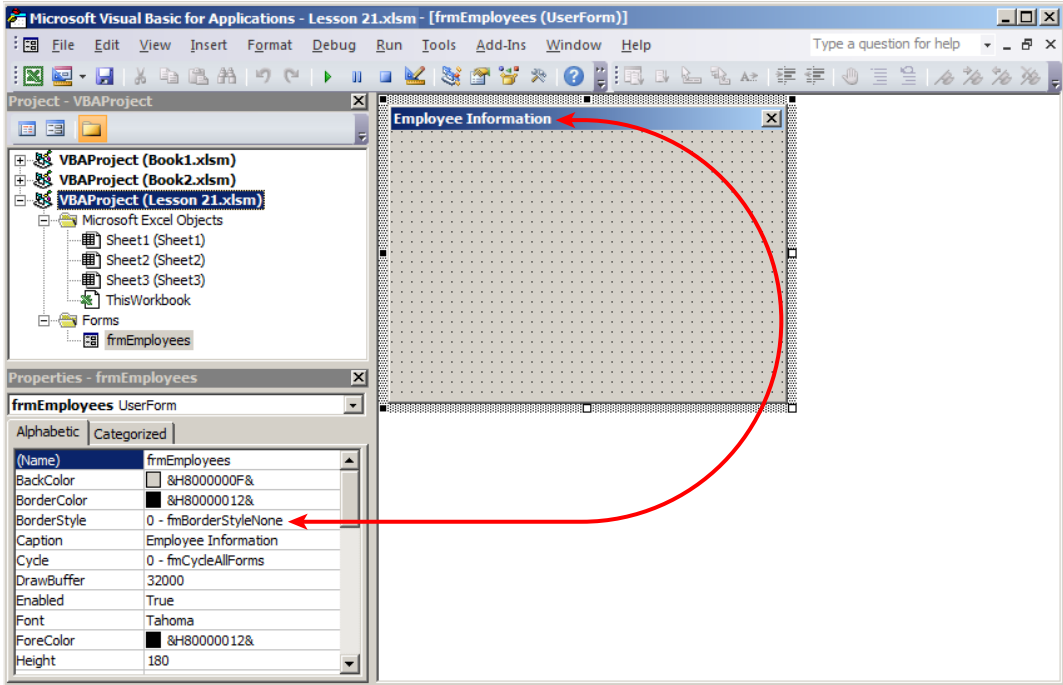 Microsoft Visual Basic for Applications - Lesson 21.xlsm - [frmEmployees (UserForm)]
File Edit View Insert Format Debug Run Tools Add-Ins Window Help Type a question for help
Project - VBAProject
VBAProject (Book1.xlsm)
VBAProject (Book2.xlsm)
VBAProject (Lesson 21.xlsm)
Microsoft Excel Objects
Sheet1 (Sheet1)
Sheet2 (Sheet2)
Sheet3 (Sheet3)
ThisWorkbook
Forms
frmEmployees
Properties - frmEmployees
frmEmployees UserForm
Alphabetic Categorized
(Name) frmEmployees
BackColor &H8000000F&
BorderColor &H80000012&
BorderStyle 0 - fmBorderStyleNone
Caption Employee Information
Cycle 0 - fmCycleAllForms
DrawBuffer 32000
Enabled True
Font Tahoma
ForeColor &H80000012&
Height 180
Employee Information